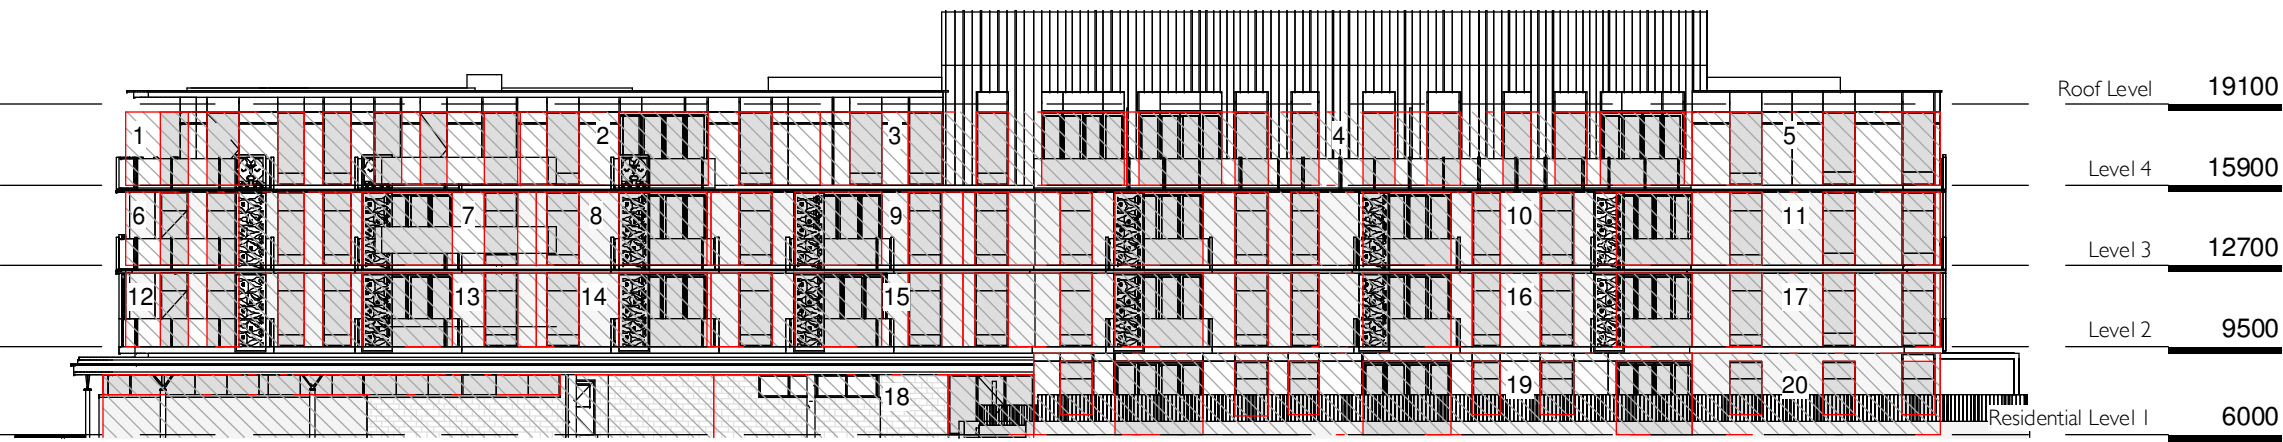 Roof Level 19100
1 2 3 4 5
Level 4 15900
6 7 8 9 10 11
Level 3 12700
12 13 14 15 16 17
Level 2 9500
18 19 20
Residential Level 1 6000